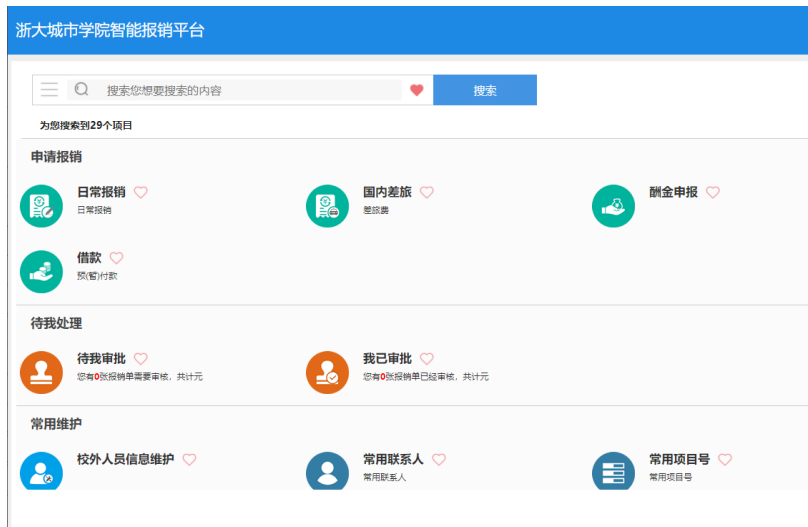 浙大城市学院智能报销平台
搜索您想要搜索的内容
搜索
为您搜索到29个项目
申请报销
日常报销
日常报销
国内差旅
差旅费
酬金申报
借款
预(暂)付款
待我处理
待我审批
您有0张报销单需要审核，共计元
我已审批
您有0张报销单已经审核，共计元
常用维护
校外人员信息维护
常用联系人
常用联系人
常用项目号
常用项目号